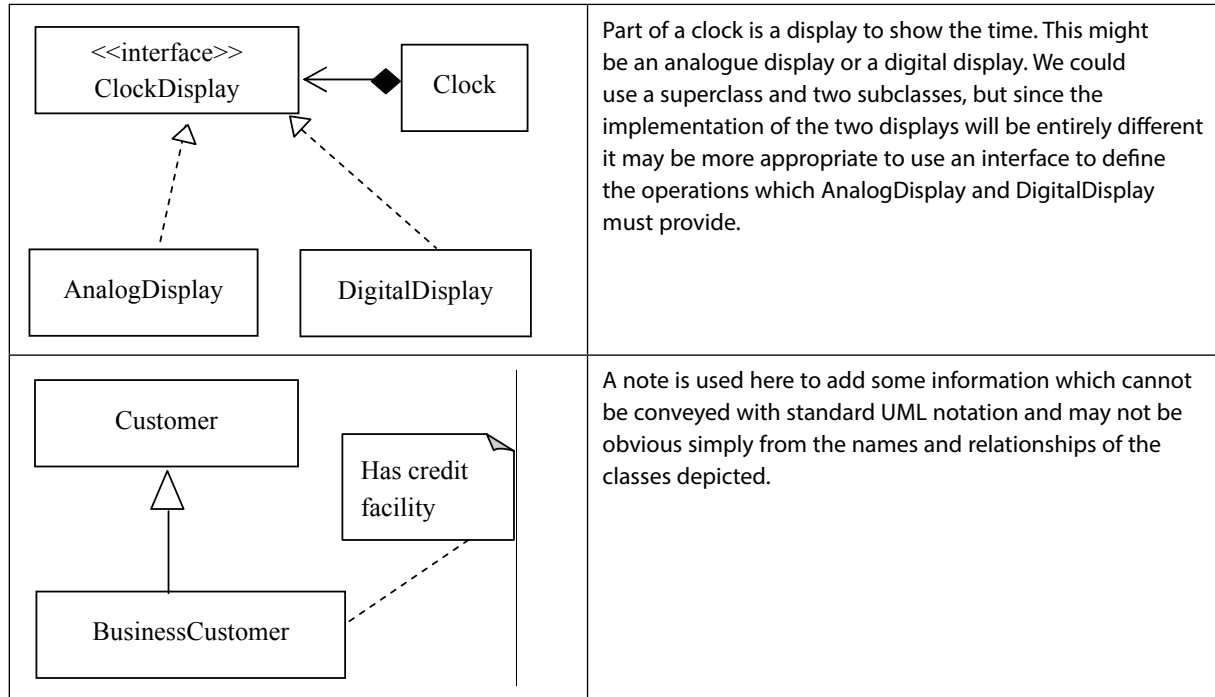 <<interface>>
ClockDisplay
Clock
AnalogDisplay
DigitalDisplay
Part of a clock is a display to show the time. This might
be an analogue display or a digital display. We could
use a superclass and two subclasses, but since the
implementation of the two displays will be entirely different
it may be more appropriate to use an interface to define
the operations which AnalogDisplay and DigitalDisplay
must provide.
Customer
Has credit
facility
BusinessCustomer
A note is used here to add some information which cannot
be conveyed with standard UML notation and may not be
obvious simply from the names and relationships of the
classes depicted.